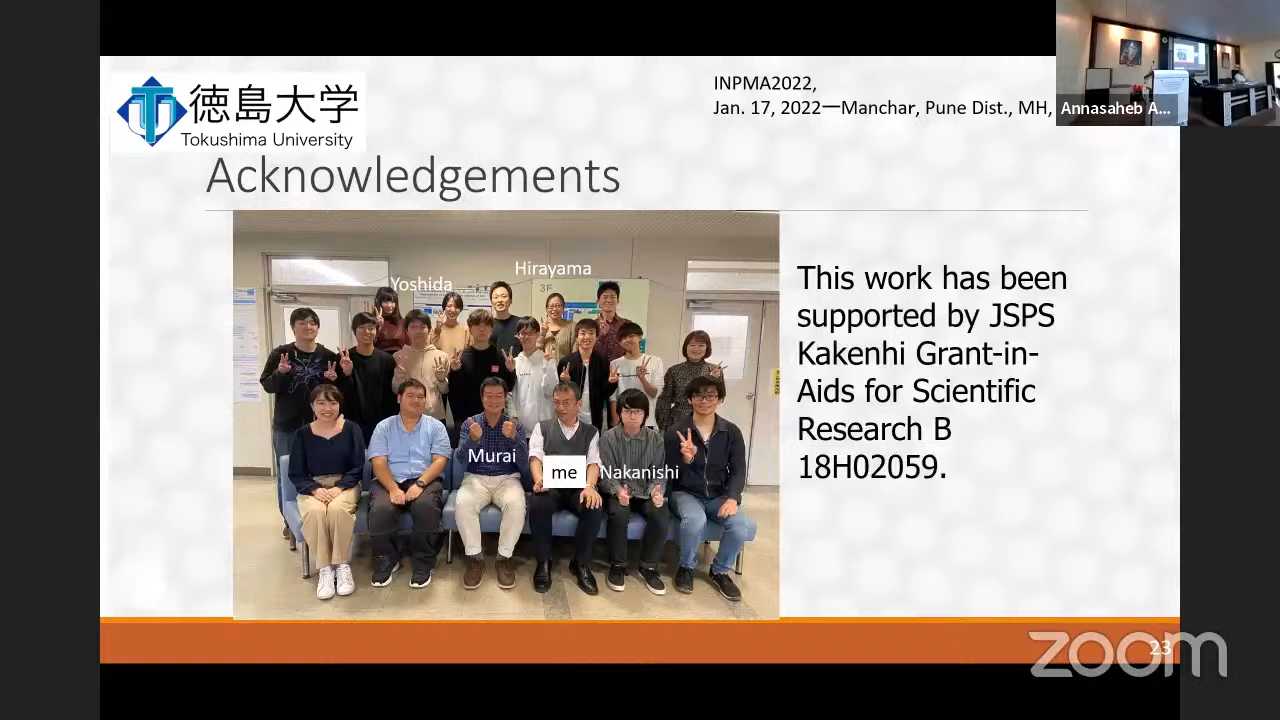 徳島大学
Tokushima University
INPMA2022,
Jan. 17, 2022—Manchar, Pune Dist., MH,
Annasaheb A...
Acknowledgements
Hirayama
Yoshida
3F
Murai
me
Nakanishi
This work has been
supported by JSPS
Kakenhi Grant-in-
Aids for Scientific
Research B
18H02059.
23
zoom